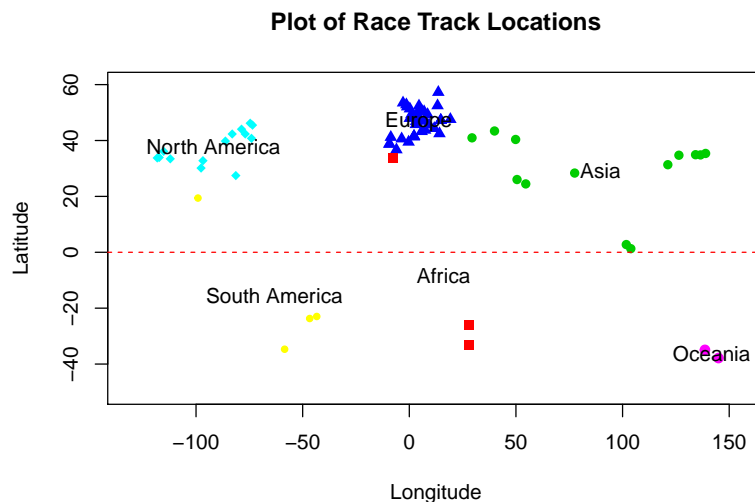 Plot of Race Track Locations
60
40
20
0
−20
−40
Latitude
Europe
North America
Asia
Africa
South America
Oceania
−100
−50
0
50
100
150
Longitude